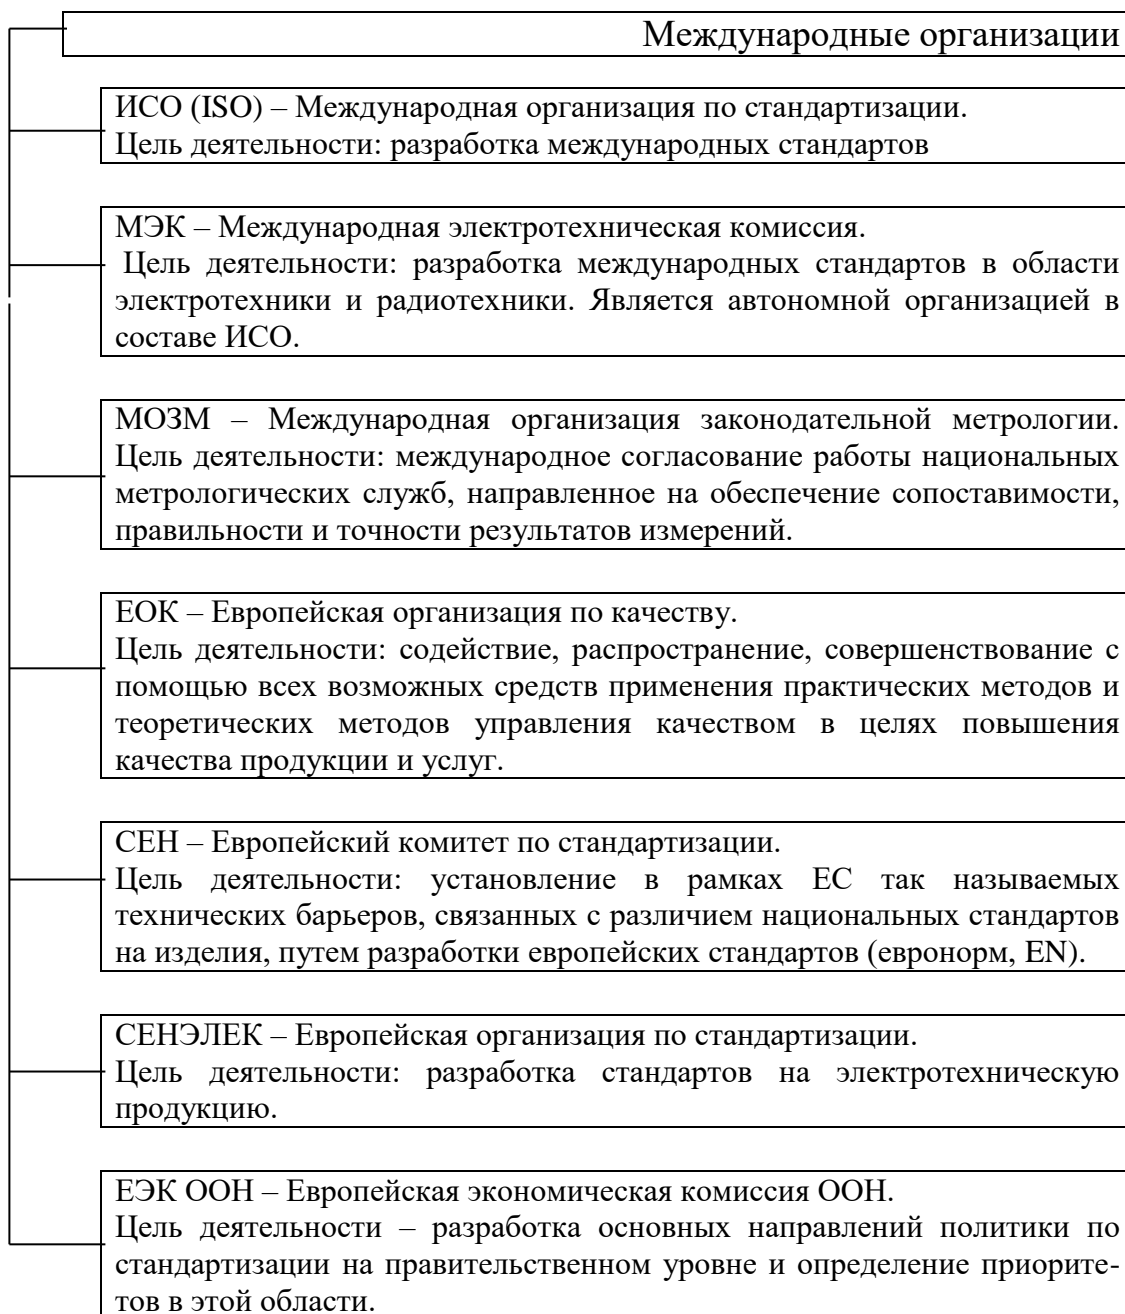 Международные организации
ИСО (ISO) – Международная организация по стандартизации.
Цель деятельности: разработка международных стандартов
МЭК – Международная электротехническая комиссия.
Цель деятельности: разработка международных стандартов в области
электротехники и радиотехники. Является автономной организацией в
составе ИСО.
МОЗМ – Международная организация законодательной метрологии.
Цель деятельности: международное согласование работы национальных
метрологических служб, направленное на обеспечение сопоставимости,
правильности и точности результатов измерений.
ЕОК – Европейская организация по качеству.
Цель деятельности: содействие, распространение, совершенствование с
помощью всех возможных средств применения практических методов и
теоретических методов управления качеством в целях повышения
качества продукции и услуг.
СЕН – Европейский комитет по стандартизации.
Цель деятельности: установление в рамках ЕС так называемых
технических барьеров, связанных с различием национальных стандартов
на изделия, путем разработки европейских стандартов (евронорм, EN).
СЕНЭЛЕК – Европейская организация по стандартизации.
Цель деятельности: разработка стандартов на электротехническую
продукцию.
ЕЭК ООН – Европейская экономическая комиссия ООН.
Цель деятельности – разработка основных направлений политики по
стандартизации на правительственном уровне и определение приорите-
тов в этой области.